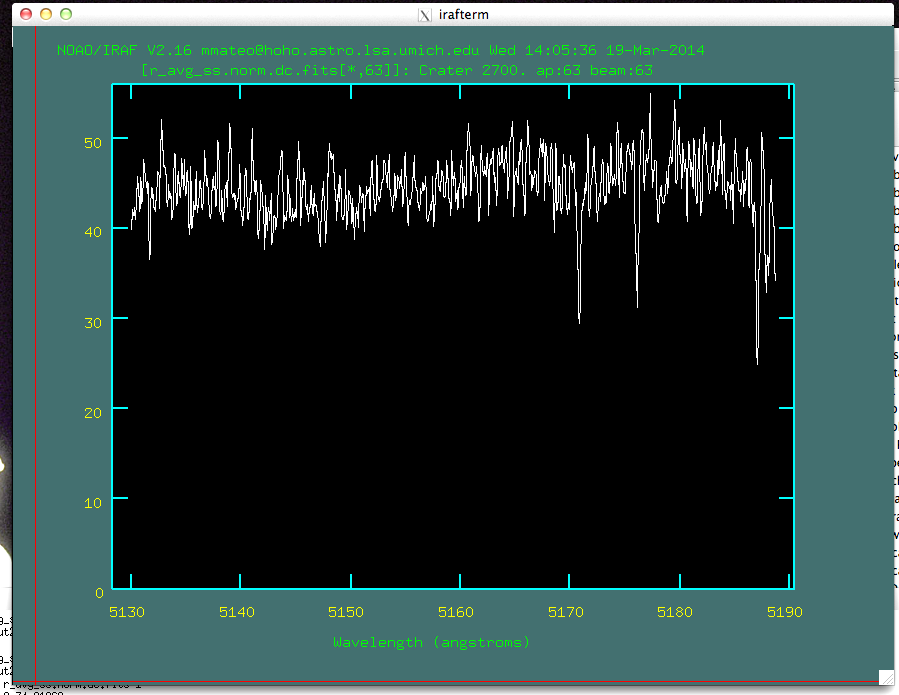 irafterm
NOAO/IRAF V2.16 mmateo@hoho.astro.lsa.umich.edu Wed 14:05:36 19-Mar-2014
[r_avg_ss.norm.dc.fits[*,63]]: Crater 2700. ap:63 beam:63
50
40
30
20
10
0
5130 5140 5150 5160 5170 5180 5190
Wavelength (angstroms)